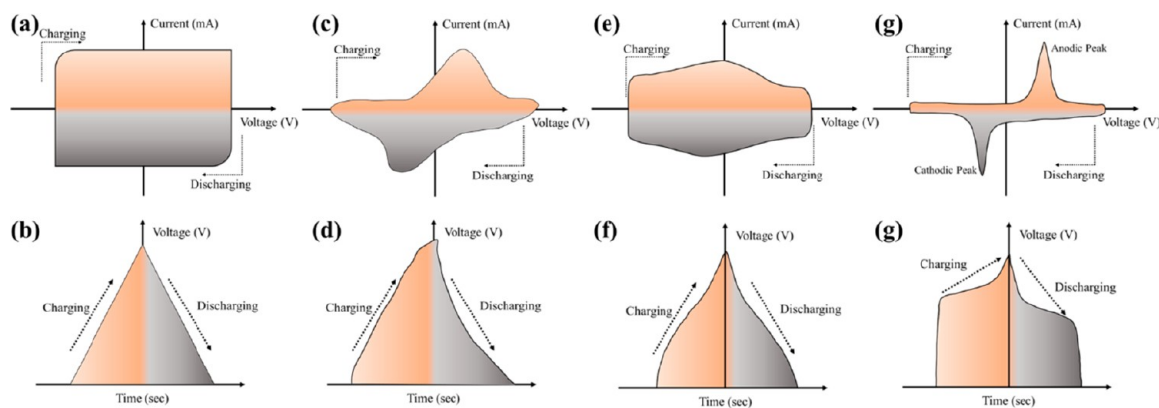 (a)
Current (mA)
Charging
Voltage (V)
Discharging
(c)
Current (mA)
Charging
Voltage (V)
Discharging
(e)
Current (mA)
Charging
Voltage (V)
Discharging
(g)
Current (mA)
Charging
Anodic Peak
Voltage (V)
Cathodic Peak
Discharging
(b)
Voltage (V)
Charging
Discharging
Time (sec)
(d)
Voltage (V)
Charging
Discharging
Time (sec)
(f)
Voltage (V)
Charging
Discharging
Time (sec)
(g)
Voltage (V)
Charging
Discharging
Time (sec)